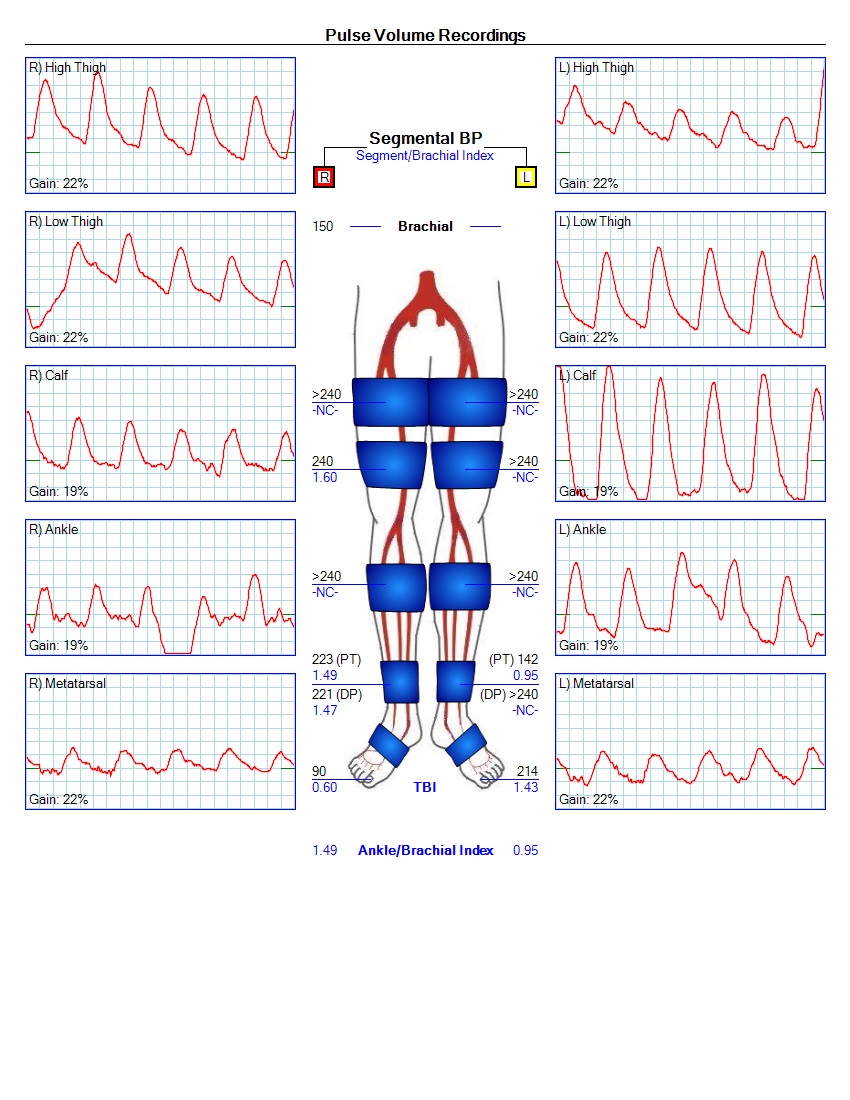 Pulse Volume Recordings
R) High Thigh
Gain: 22%
R) Low Thigh
Gain: 22%
R) Calf
Gain: 19%
R) Ankle
Gain: 19%
R) Metatarsal
Gain: 22%
Segmental BP
Segment/Brachial Index
R L
150 Brachial
>240 >240
-NC- -NC-
240 >240
1.60 -NC-
>240 >240
-NC- -NC-
223 (PT) (PT) 142
1.49 0.95
221 (DP) (DP) >240
1.47 -NC-
90 214
0.60 TBI 1.43
1.49 Ankle/Brachial Index 0.95
L) High Thigh
Gain: 22%
L) Low Thigh
Gain: 22%
L) Calf
Gain: 19%
L) Ankle
Gain: 19%
L) Metatarsal
Gain: 22%